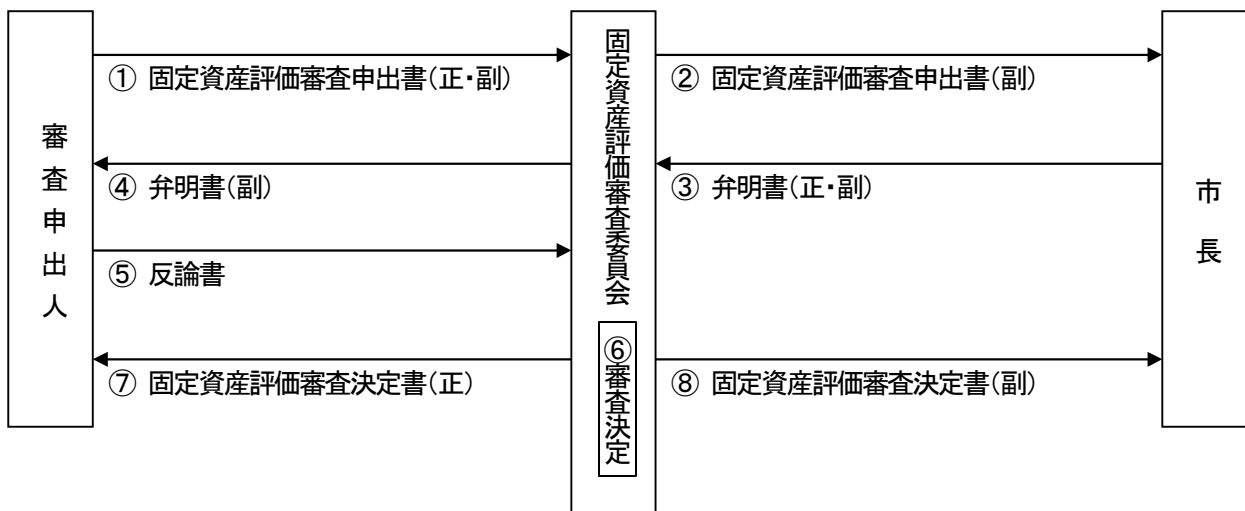 審査申出人
① 固定資産評価審査申出書(正・副)
④ 弁明書(副)
⑤ 反論書
⑦ 固定資産評価審査決定書(正)
固定資産評価審査委員会
⑥審査決定
② 固定資産評価審査申出書(副)
③ 弁明書(正・副)
⑧ 固定資産評価審査決定書(副)
市長